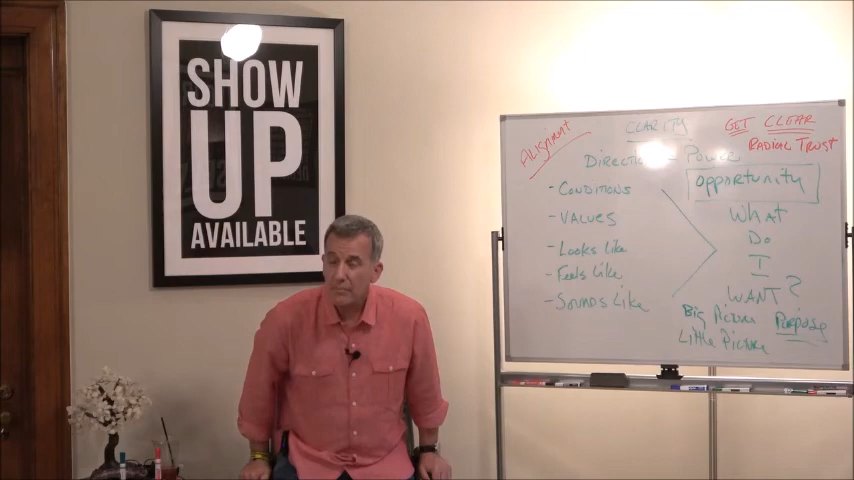 SHOW
UP
AVAILABLE
Alignment
CLARITY
GET CLEAR
RADICAL TRUST
DIRECTION - POWER
Opportunity
- CONDITIONS
- VALUES
- Looks Like
- Feels Like
- SOUNDS Like
WHAT
Do
I
WANT?
Big Picture Purpose
Little Picture